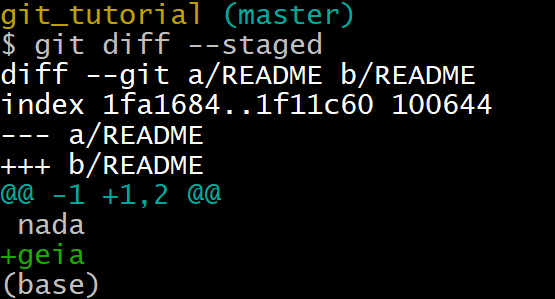 git_tutorial (master)
$ git diff --staged
diff --git a/README b/README
index 1fa1684..1f11c60 100644
--- a/README
+++ b/README
@@ -1 +1,2 @@
 nada
+geia
(base)